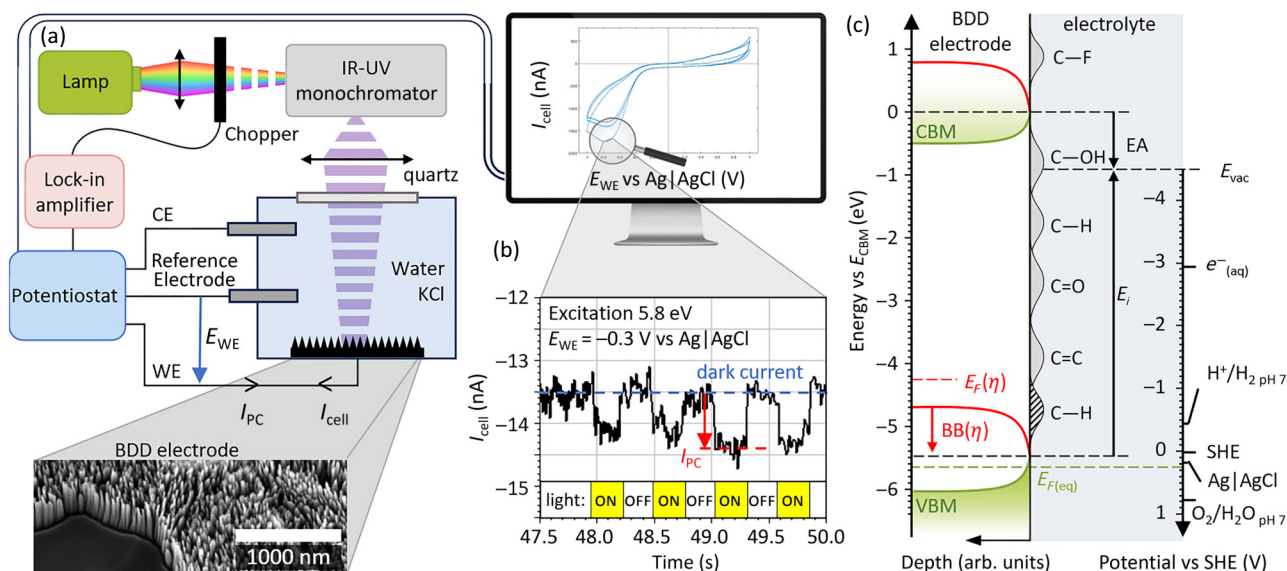 (a)
Lamp
Chopper
IR-UV
monochromator
quartz
Lock-in
amplifier
CE
Reference
Electrode
Potentiostat
E_WE
WE
Water
KCl
I_PC
I_cell
BDD electrode
1000 nm
I_cell (nA)
E_WE vs Ag|AgCl (V)
(b)
Excitation 5.8 eV
E_WE = −0.3 V vs Ag|AgCl
dark current
I_PC
I_cell (nA)
−12
−13
−14
−15
light: ON OFF ON OFF ON OFF ON
47.5 48.0 48.5 49.0 49.5 50.0
Time (s)
(c)
BDD
electrode
electrolyte
Energy vs E_CBM (eV)
1
0
−1
−2
−3
−4
−5
−6
CBM
E_F(η)
BB(η)
VBM
C—F
C—OH
C—H
C=O
C=C
C—H
EA
E_i
E_F(eq)
E_vac
−4
−3
−2
−1
0
1
e⁻(aq)
H⁺/H₂ pH 7
SHE
Ag|AgCl
O₂/H₂O pH 7
Depth (arb. units)
Potential vs SHE (V)